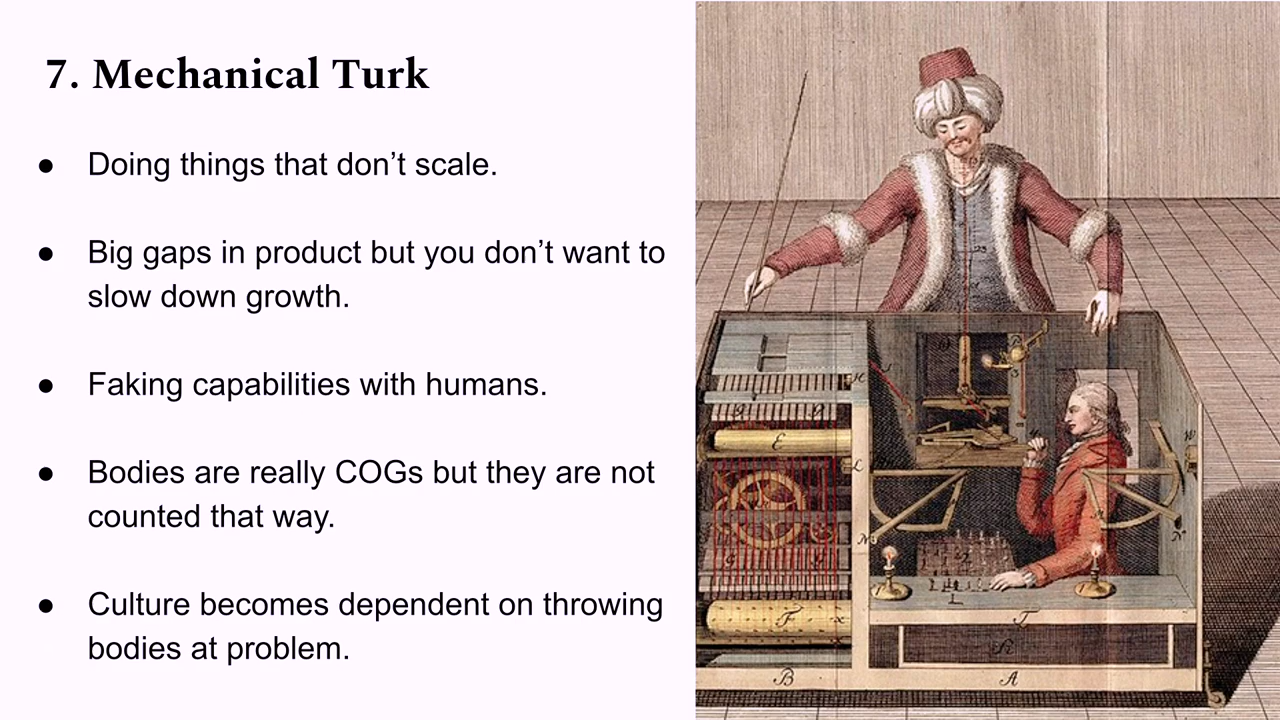 7. Mechanical Turk
● Doing things that don’t scale.
● Big gaps in product but you don’t want to
slow down growth.
● Faking capabilities with humans.
● Bodies are really COGs but they are not
counted that way.
● Culture becomes dependent on throwing
bodies at problem.
E
F
B
A